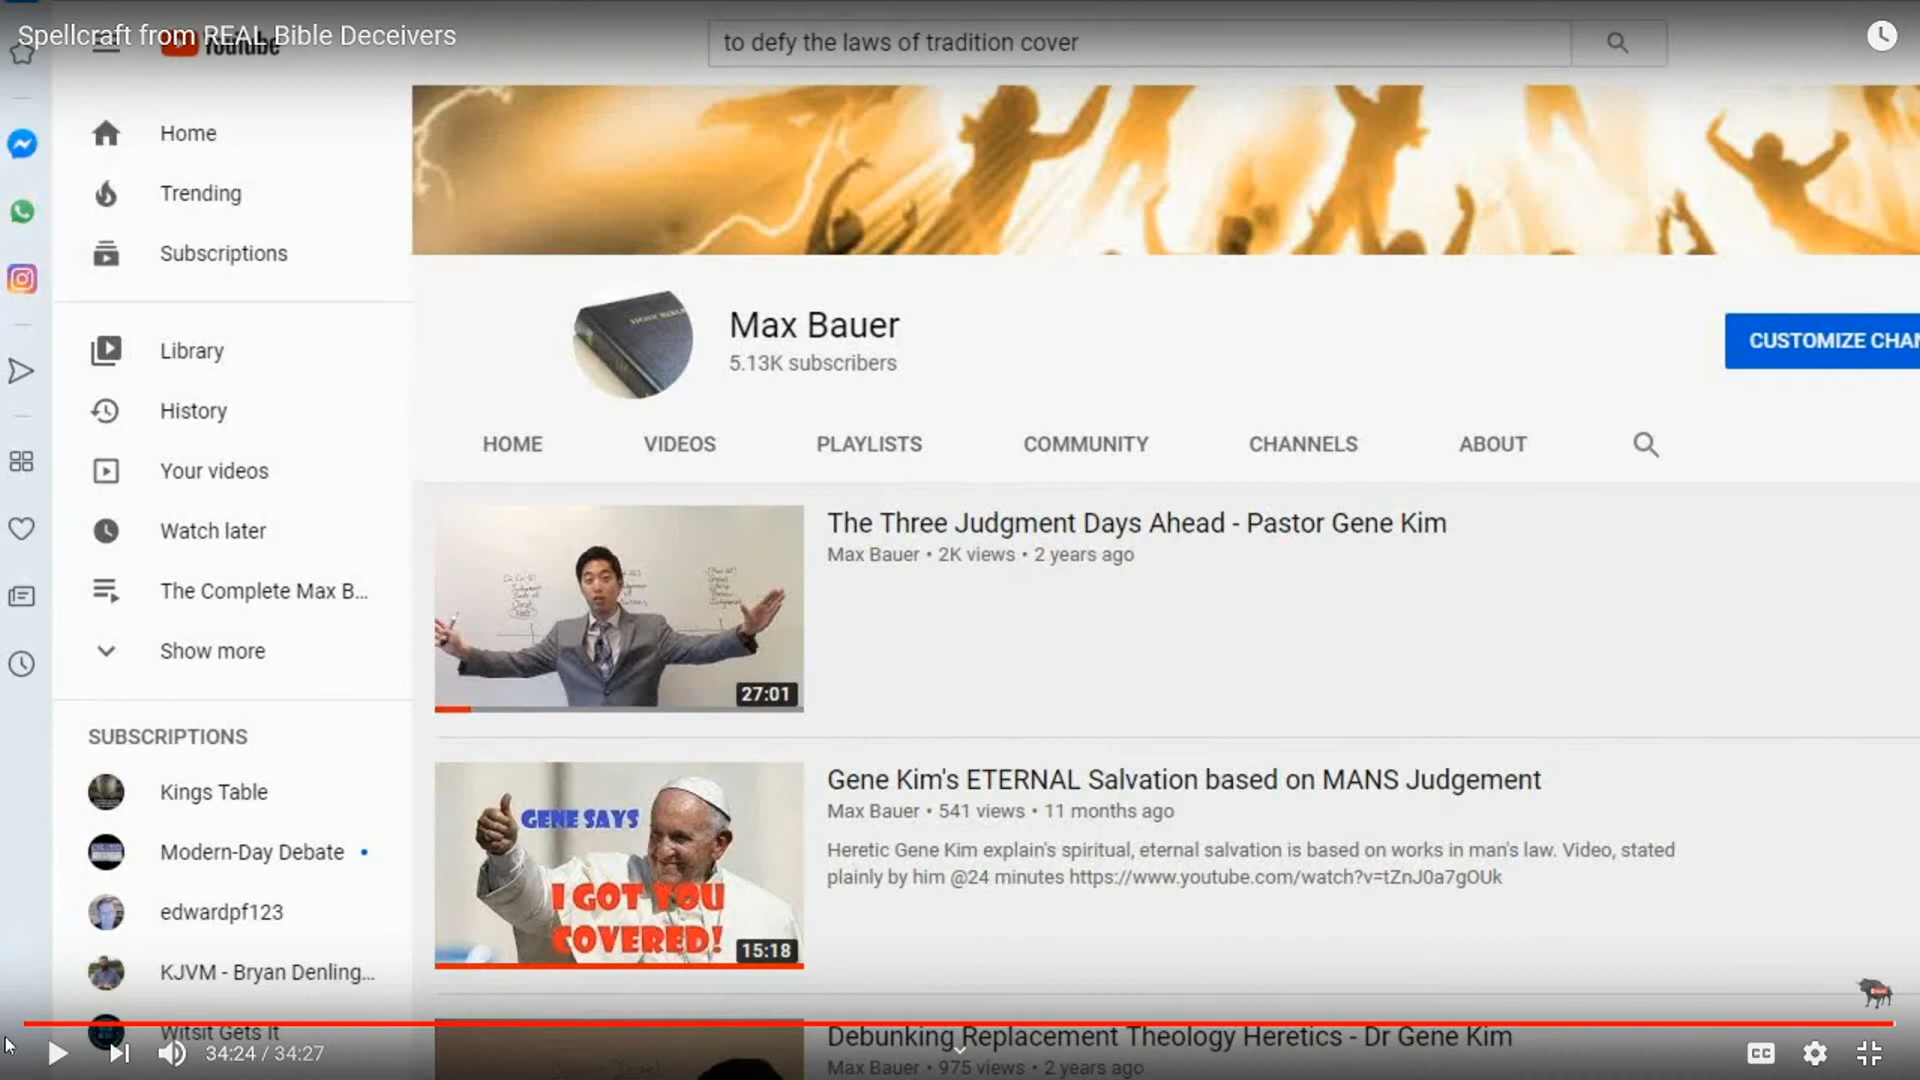 Spellcraft from REAL Bible Deceivers
YouTube
to defy the laws of tradition cover
Home
Trending
Subscriptions
Library
History
Your videos
Watch later
The Complete Max B...
Show more
SUBSCRIPTIONS
Kings Table
Modern-Day Debate
edwardpf123
KJVM - Bryan Denling...
Witsit Gets It
HOLY BIBLE
Max Bauer
5.13K subscribers
CUSTOMIZE CHAN
HOME VIDEOS PLAYLISTS COMMUNITY CHANNELS ABOUT
27:01
The Three Judgment Days Ahead - Pastor Gene Kim
Max Bauer • 2K views • 2 years ago
GENE SAYS
I GOT YOU
COVERED!
15:18
Gene Kim's ETERNAL Salvation based on MANS Judgement
Max Bauer • 541 views • 11 months ago
Heretic Gene Kim explain's spiritual, eternal salvation is based on works in man's law. Video, stated
plainly by him @24 minutes https://www.youtube.com/watch?v=tZnJ0a7gOUk
Debunking Replacement Theology Heretics - Dr Gene Kim
Max Bauer • 975 views • 2 years ago
34:24 / 34:27
CC